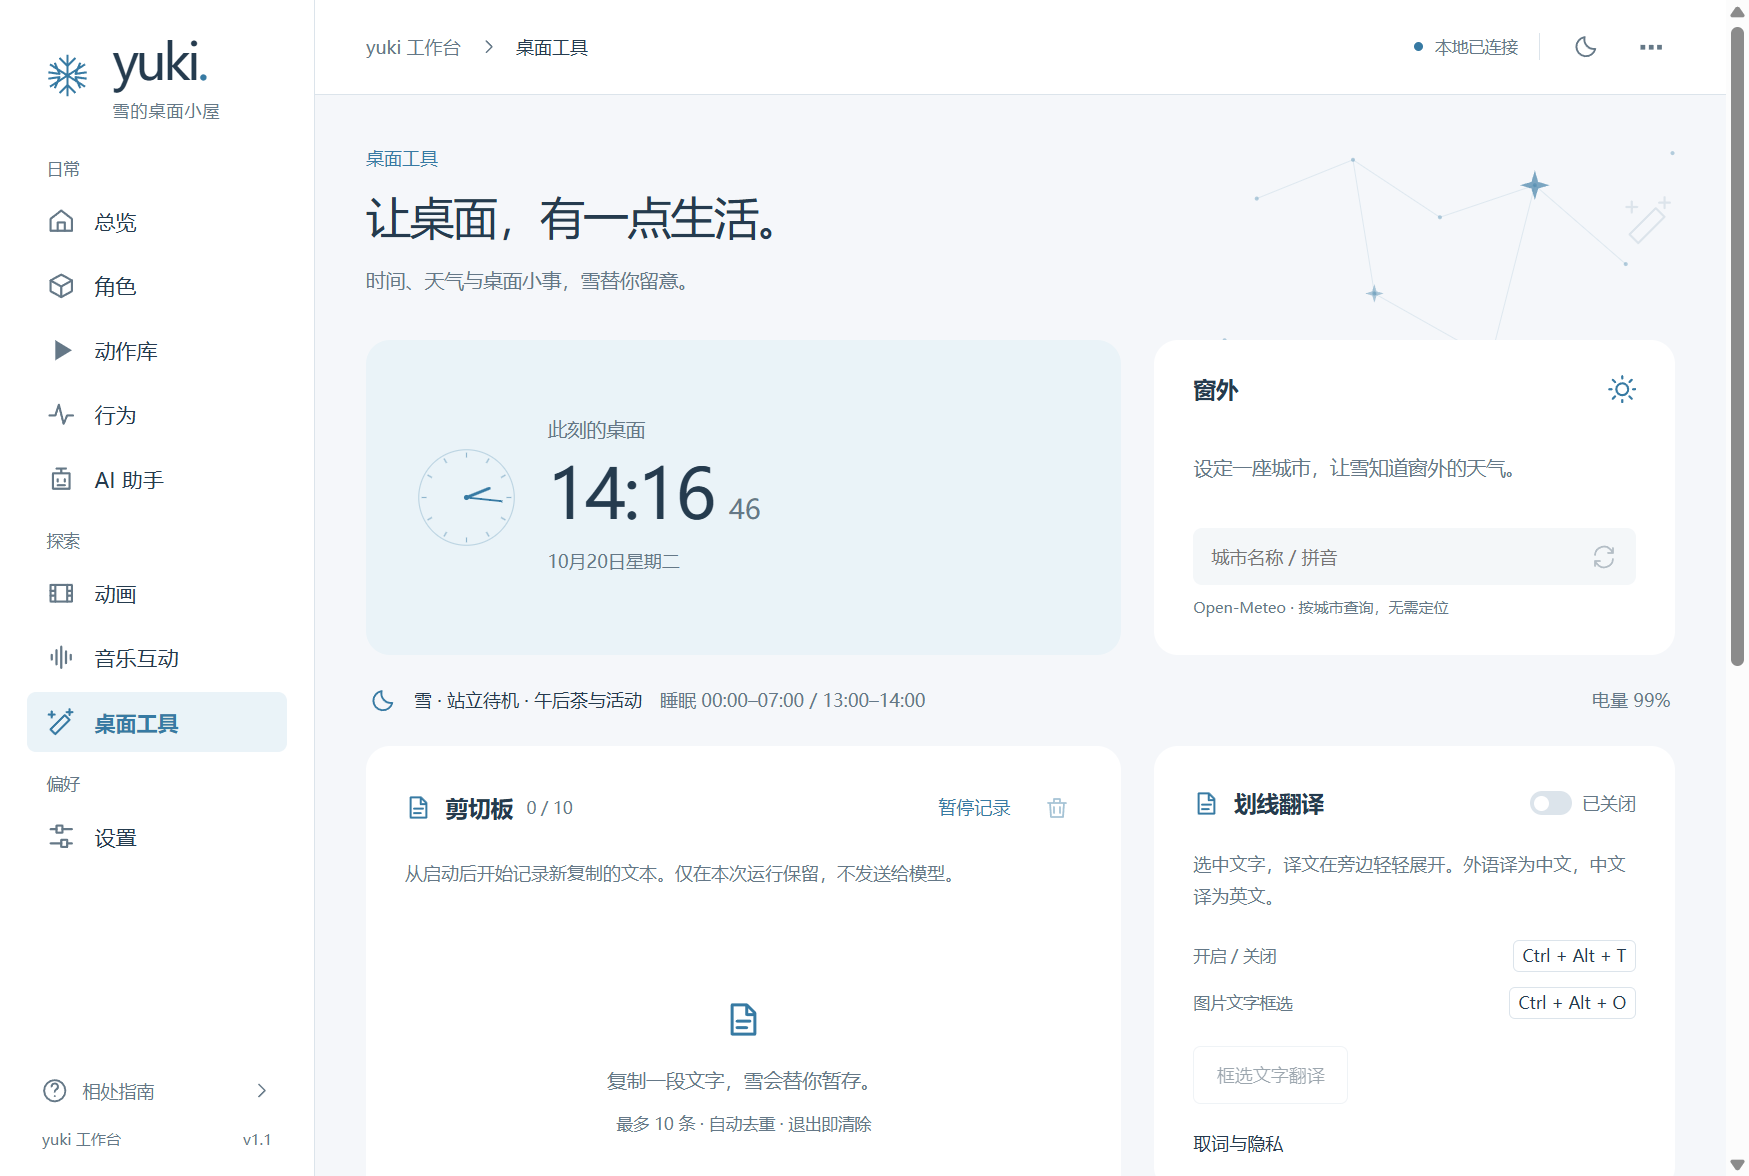 yuki.
雪的桌面小屋
日常
总览
角色
动作库
行为
AI 助手
探索
动画
音乐互动
桌面工具
偏好
设置
相处指南
yuki 工作台
v1.1
yuki 工作台
桌面工具
本地已连接
桌面工具
让桌面，有一点生活。
时间、天气与桌面小事，雪替你留意。
此刻的桌面
14:16 46
10月20日星期二
窗外
设定一座城市，让雪知道窗外的天气。
城市名称 / 拼音
Open-Meteo · 按城市查询，无需定位
雪 · 站立待机 · 午后茶与活动 睡眠 00:00–07:00 / 13:00–14:00
电量 99%
剪切板 0 / 10
暂停记录
从启动后开始记录新复制的文本。仅在本次运行保留，不发送给模型。
复制一段文字，雪会替你暂存。
最多 10 条 · 自动去重 · 退出即清除
划线翻译
已关闭
选中文字，译文在旁边轻轻展开。外语译为中文，中文
译为英文。
开启 / 关闭
Ctrl + Alt + T
图片文字框选
Ctrl + Alt + O
框选文字翻译
取词与隐私